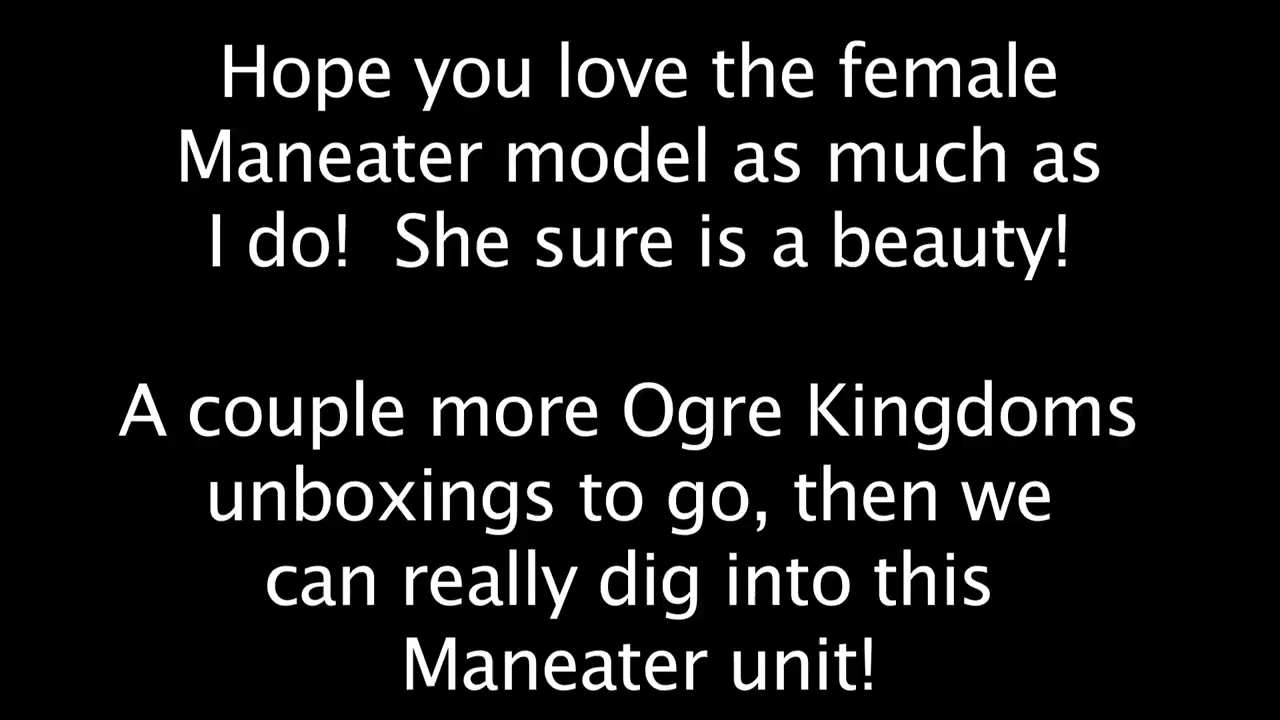 Hope you love the female
Maneater model as much as
I do!  She sure is a beauty!
A couple more Ogre Kingdoms
unboxings to go, then we
can really dig into this
Maneater unit!